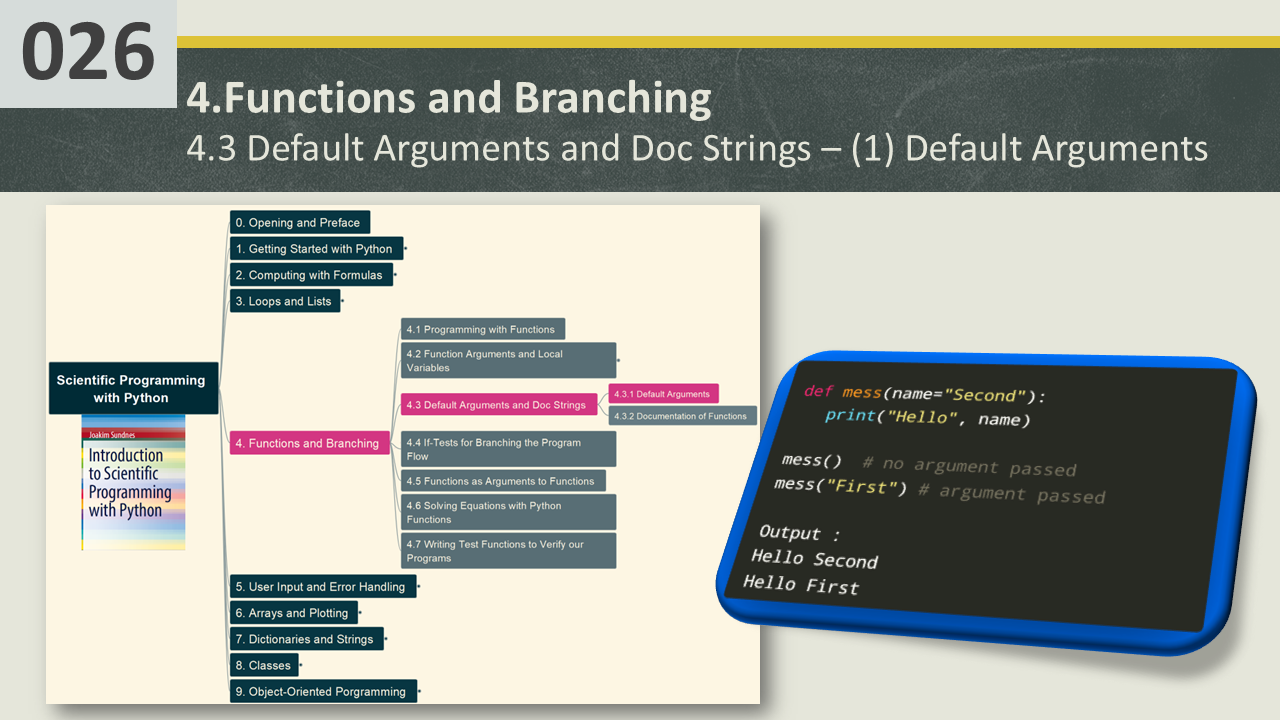 026
4.Functions and Branching
4.3 Default Arguments and Doc Strings – (1) Default Arguments
0. Opening and Preface
1. Getting Started with Python
2. Computing with Formulas
3. Loops and Lists
4.1 Programming with Functions
4.2 Function Arguments and Local
Variables
4.3 Default Arguments and Doc Strings
4.3.1 Default Arguments
4.3.2 Documentation of Functions
Scientific Programming
with Python
Joakim Sundnes
Introduction
to Scientific
Programming
with Python
4. Functions and Branching
4.4 If-Tests for Branching the Program
Flow
4.5 Functions as Arguments to Functions
4.6 Solving Equations with Python
Functions
4.7 Writing Test Functions to Verify our
Programs
5. User Input and Error Handling
6. Arrays and Plotting
7. Dictionaries and Strings
8. Classes
9. Object-Oriented Porgramming
def mess(name="Second"):
print("Hello", name)
mess() # no argument passed
mess("First") # argument passed
Output :
Hello Second
Hello First